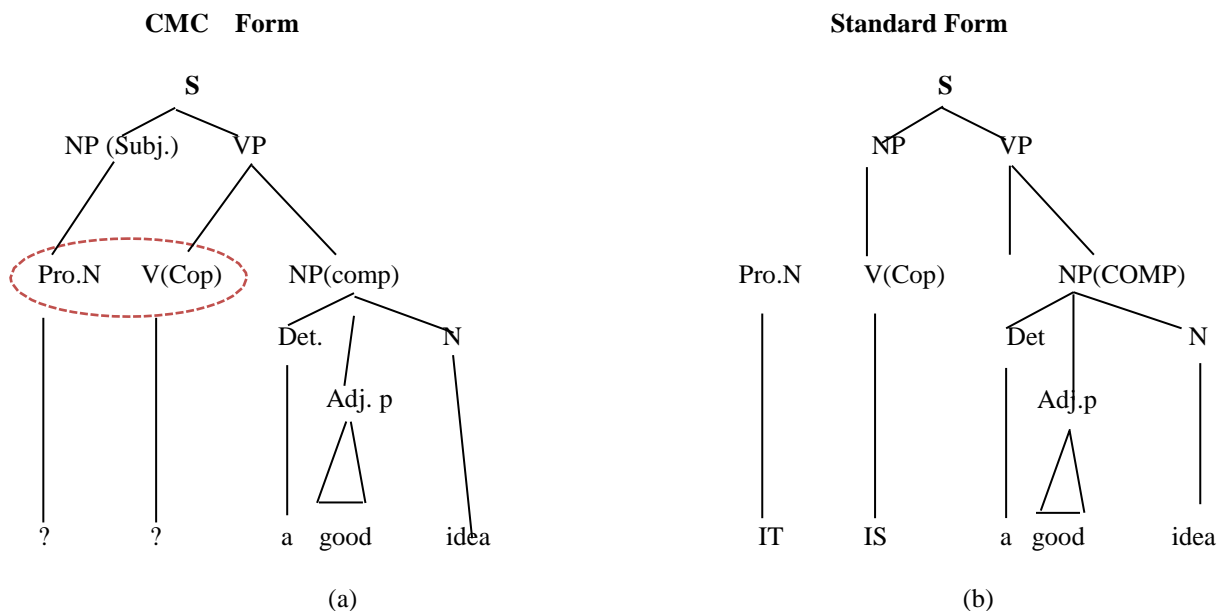 CMC Form Standard Form
S S
NP (Subj.) VP NP VP
Pro.N V(Cop) NP(comp) Pro.N V(Cop) NP(COMP)
Det. N Det N
Adj. p Adj.p
? ? a good idea IT IS a good idea
(a) (b)